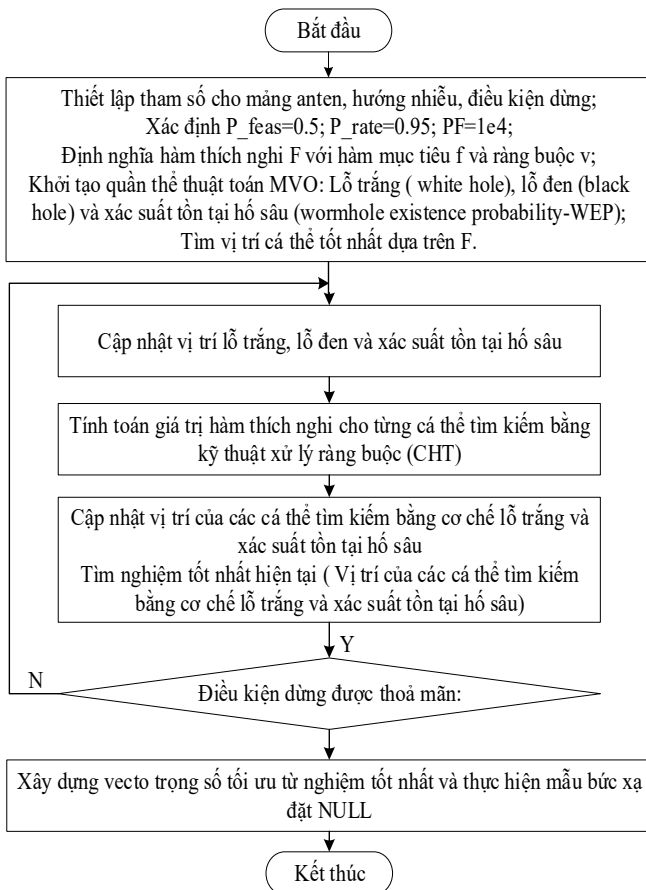 Bắt đầu
Thiết lập tham số cho mảng anten, hướng nhiễu, điều kiện dừng;
Xác định P_feas=0.5; P_rate=0.95; PF=1e4;
Định nghĩa hàm thích nghi F với hàm mục tiêu f và ràng buộc v;
Khởi tạo quần thể thuật toán MVO: Lỗ trắng ( white hole), lỗ đen (black
hole) và xác suất tồn tại hố sâu (wormhole existence probability-WEP);
Tìm vị trí cá thể tốt nhất dựa trên F.
Cập nhật vị trí lỗ trắng, lỗ đen và xác suất tồn tại hố sâu
Tính toán giá trị hàm thích nghi cho từng cá thể tìm kiếm bằng
kỹ thuật xử lý ràng buộc (CHT)
Cập nhật vị trí của các cá thể tìm kiếm bằng cơ chế lỗ trắng và
xác suất tồn tại hố sâu
Tìm nghiệm tốt nhất hiện tại ( Vị trí của các cá thể tìm kiếm
bằng cơ chế lỗ trắng và xác suất tồn tại hố sâu)
Y
N
Điều kiện dừng được thoả mãn:
Xây dựng vecto trọng số tối ưu từ nghiệm tốt nhất và thực hiện mẫu bức xạ
đặt NULL
Kết thúc